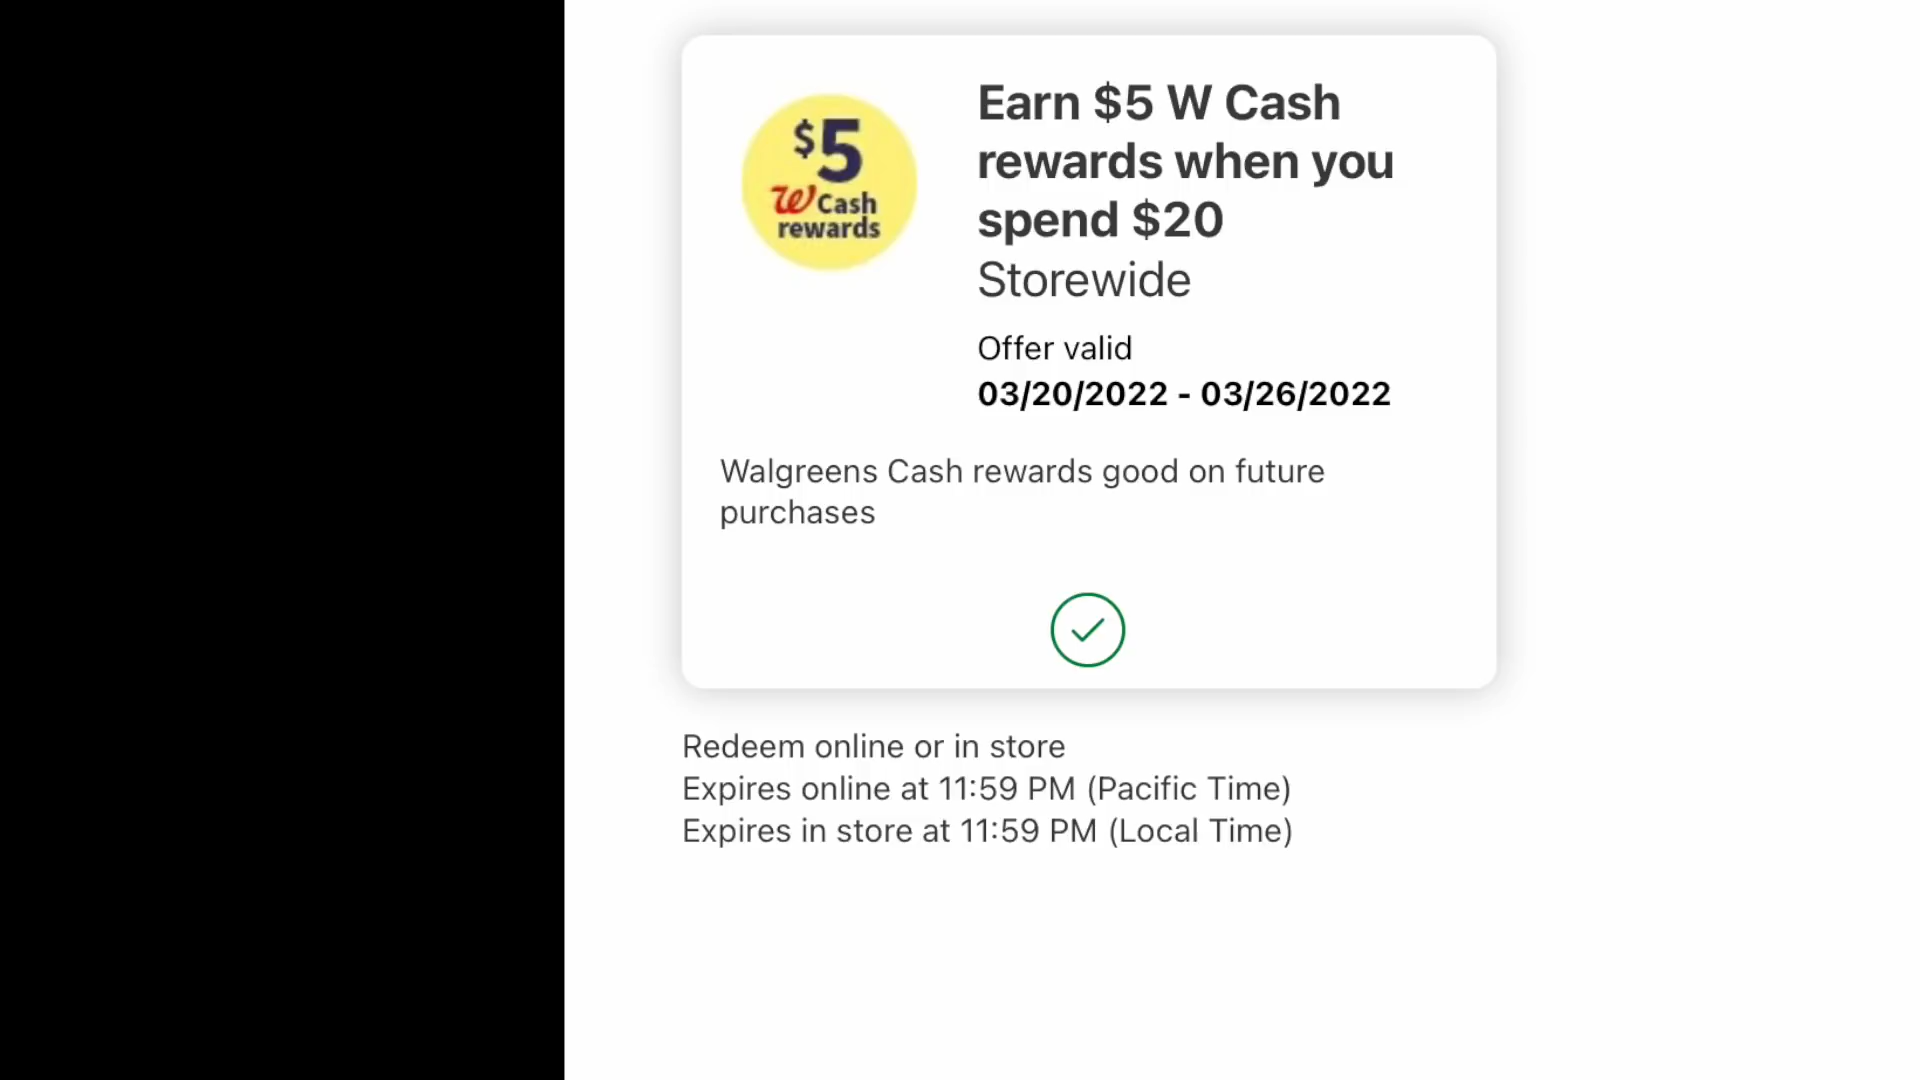 $5
W Cash
rewards
Earn $5 W Cash
rewards when you
spend $20
Storewide
Offer valid
03/20/2022 - 03/26/2022
Walgreens Cash rewards good on future
purchases
Redeem online or in store
Expires online at 11:59 PM (Pacific Time)
Expires in store at 11:59 PM (Local Time)